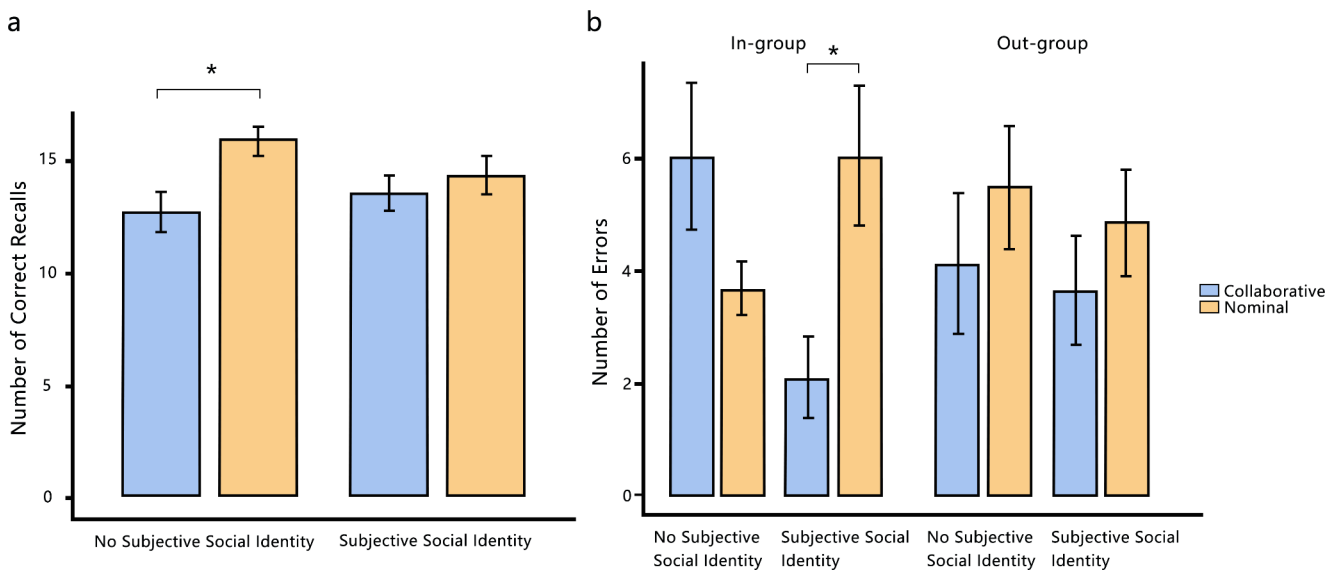 a
*
Number of Correct Recalls
15
10
5
0
No Subjective Social Identity
Subjective Social Identity
b
In-group
Out-group
*
Number of Errors
6
4
2
0
No Subjective
Social Identity
Subjective Social
Identity
No Subjective
Social Identity
Subjective Social
Identity
Collaborative
Nominal